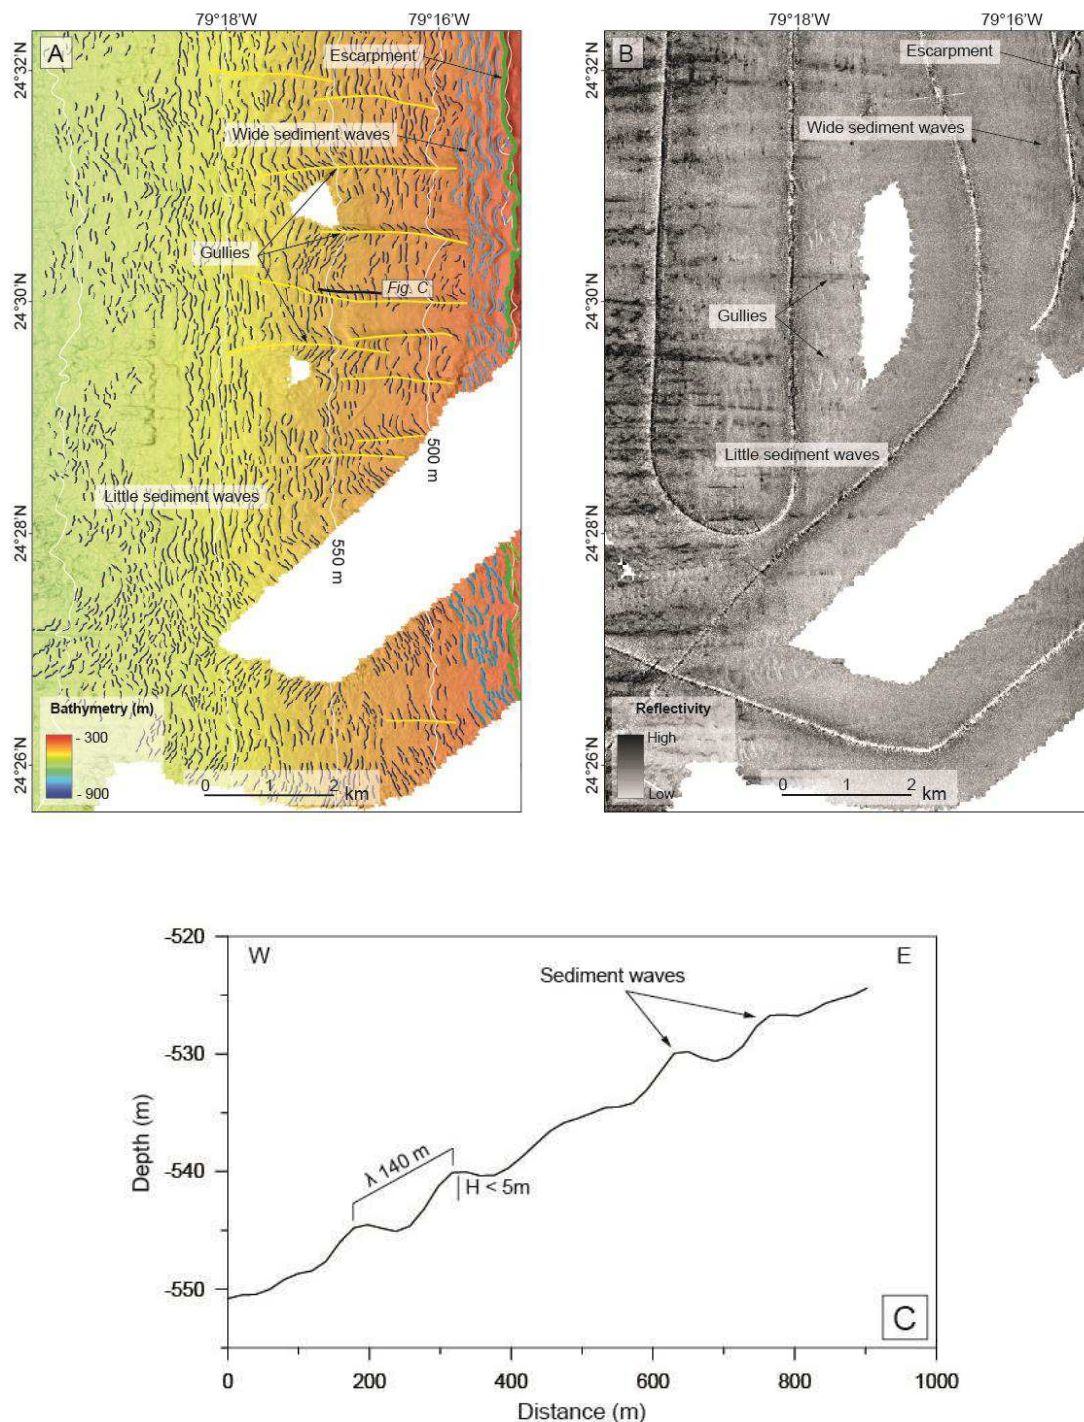 79°18'W
79°16'W
79°18'W
79°16'W
A
Escarpment
B
Escarpment
24°32'N
24°32'N
Wide sediment waves
Wide sediment waves
Gullies
Fig. C
24°30'N
24°30'N
Gullies
500 m
Little sediment waves
Little sediment waves
24°28'N
24°28'N
550 m
Bathymetry (m)
- 300
- 900
0 1 2 km
24°26'N
Reflectivity
High
Low
0 1 2 km
24°26'N
-520
W
E
Sediment waves
-530
Depth (m)
λ 140 m
-540
H < 5m
-550
C
0 200 400 600 800 1000
Distance (m)